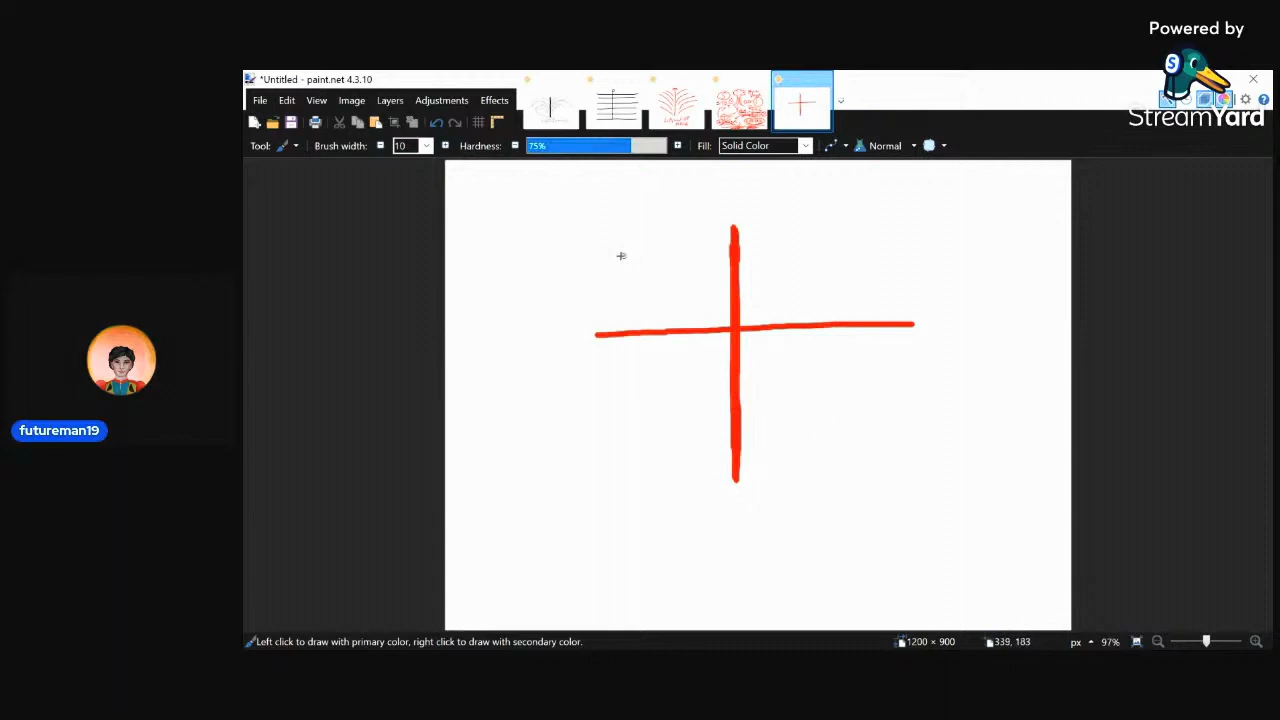 Powered by
StreamYard
*Untitled - paint.net 4.3.10
File Edit View Image Layers Adjustments Effects
Tool: Brush width: 10 Hardness: 75% Fill: Solid Color Normal
futureman19
Left click to draw with primary color, right click to draw with secondary color.
1200 × 900 339, 183 px 97%